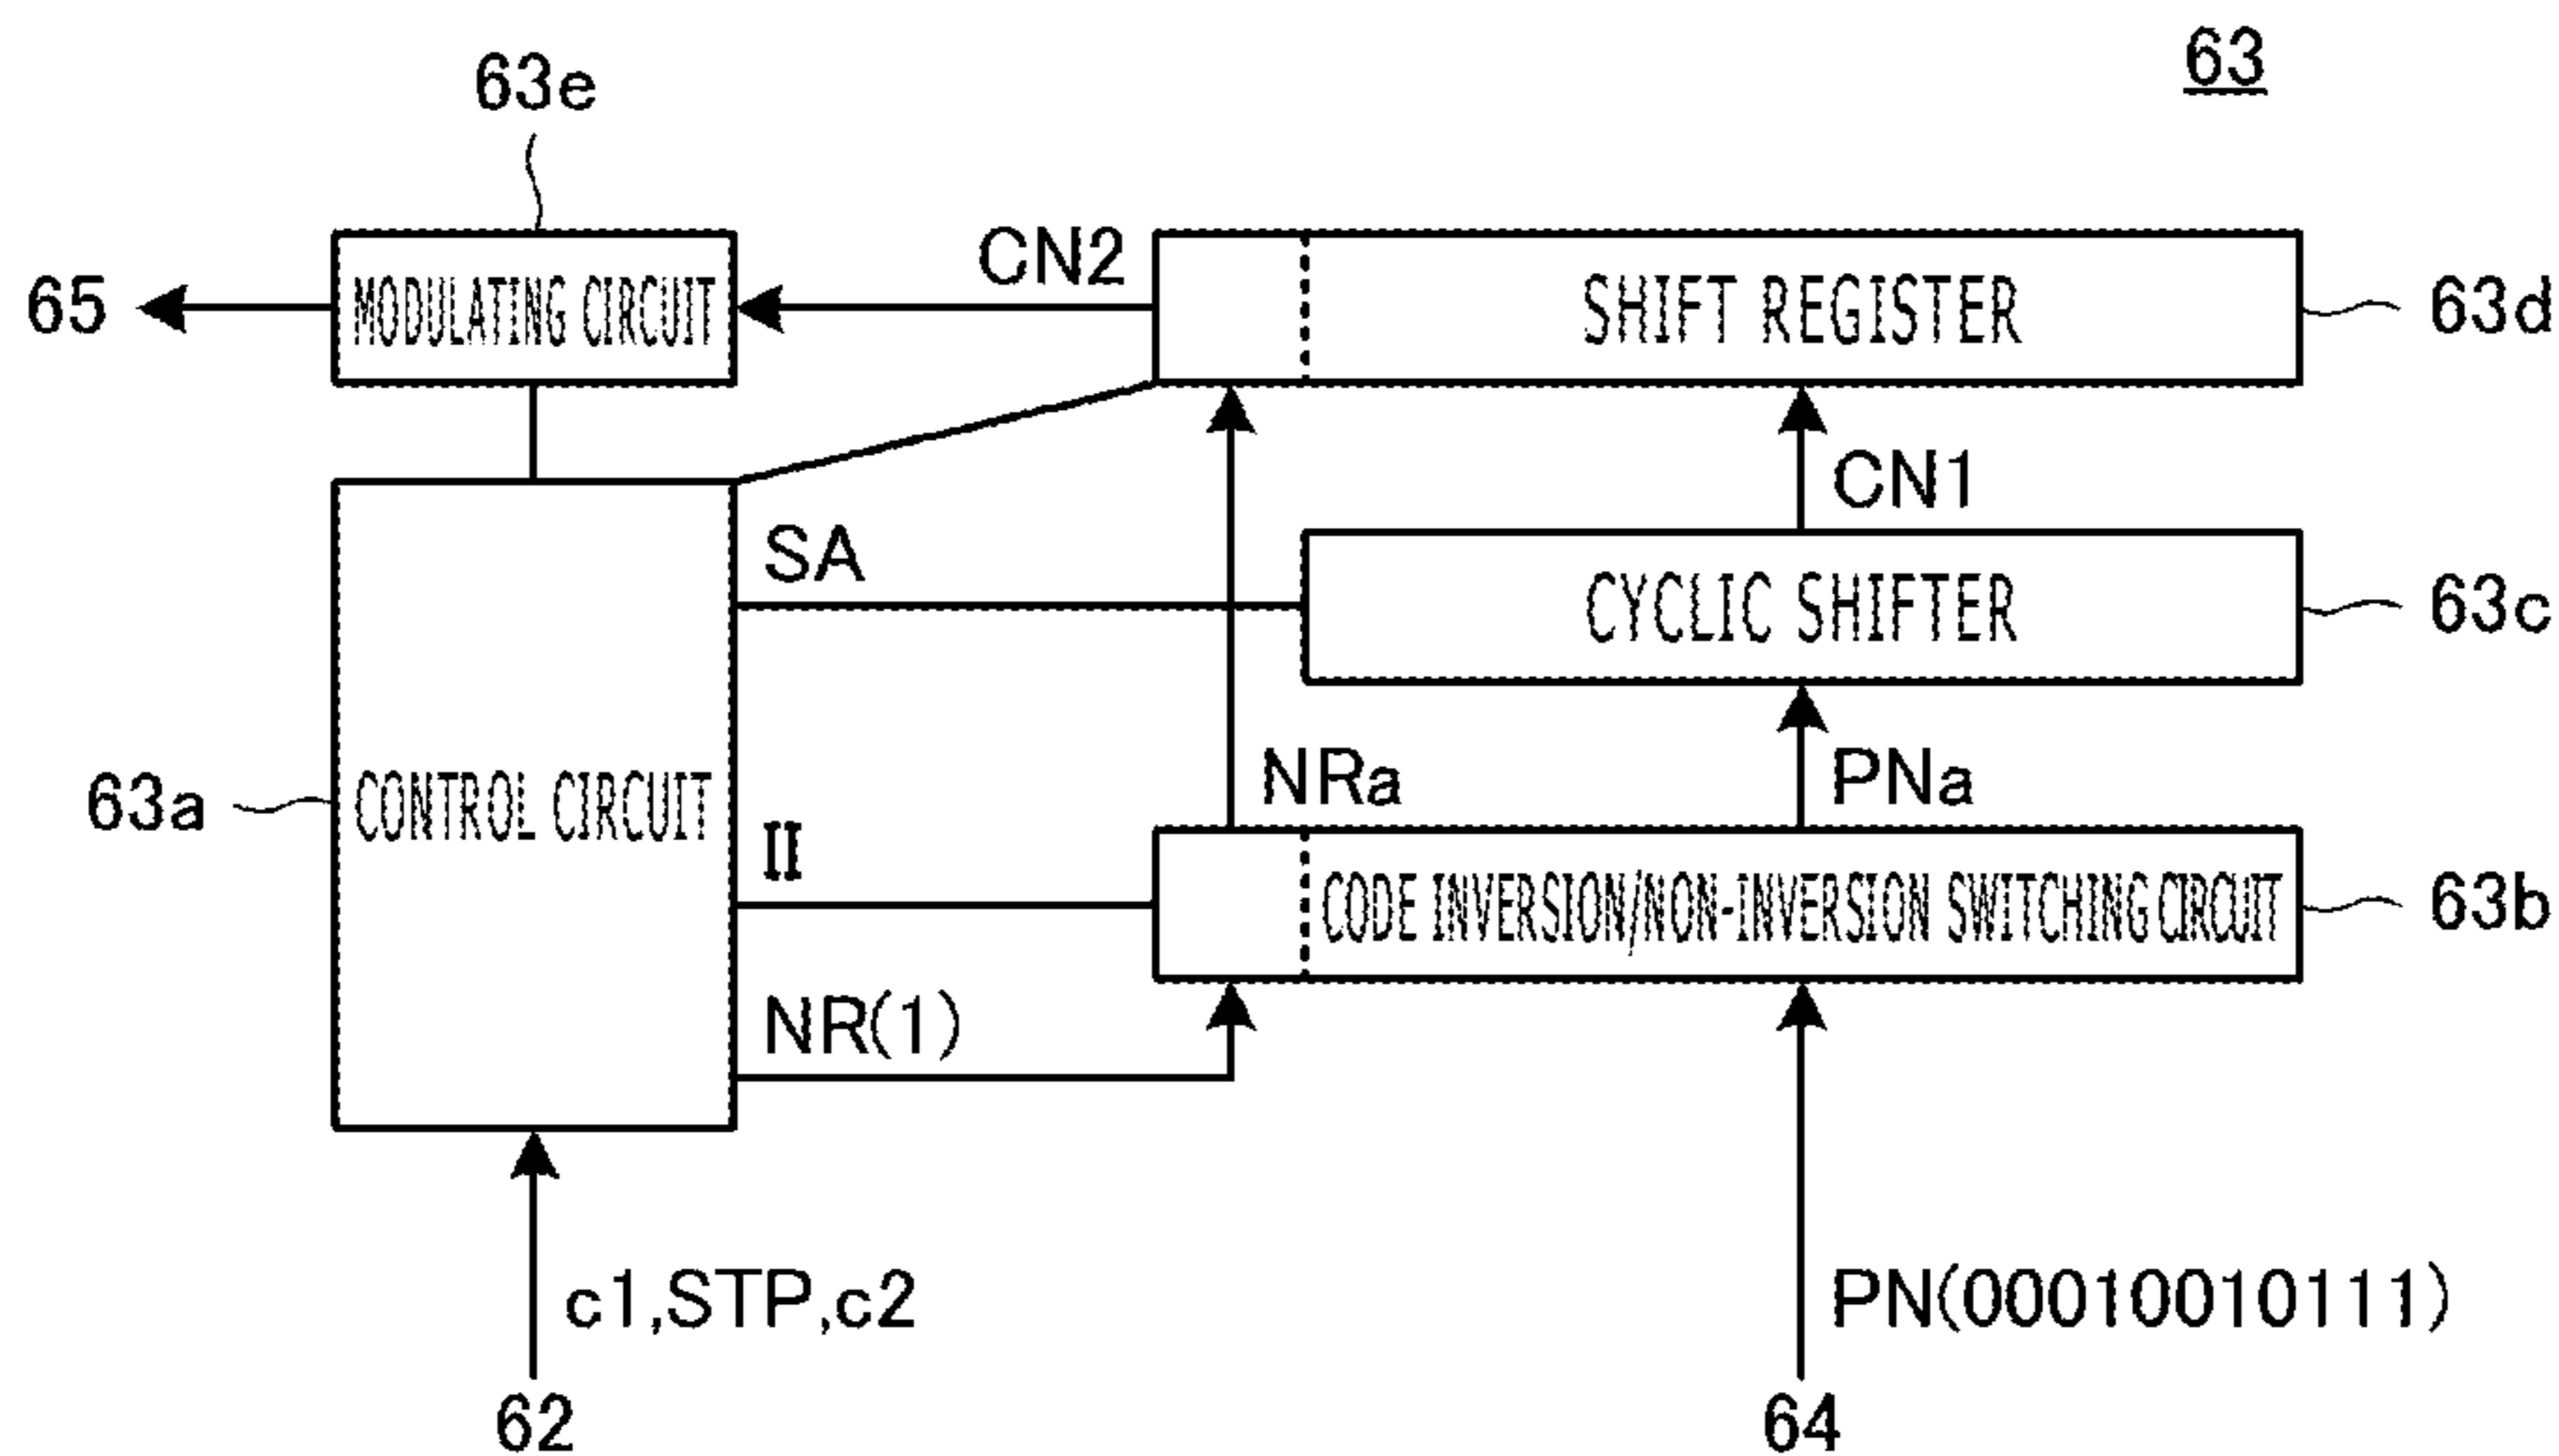 63
63e
CN2
MODULATING CIRCUIT
SHIFT REGISTER
65
63d
CN1
SA
CYCLIC SHIFTER
63c
NRa
PNa
63a
CONTROL CIRCUIT
II
CODE INVERSION/NON-INVERSION SWITCHING CIRCUIT
63b
NR(1)
c1,STP,c2
PN(00010010111)
62
64